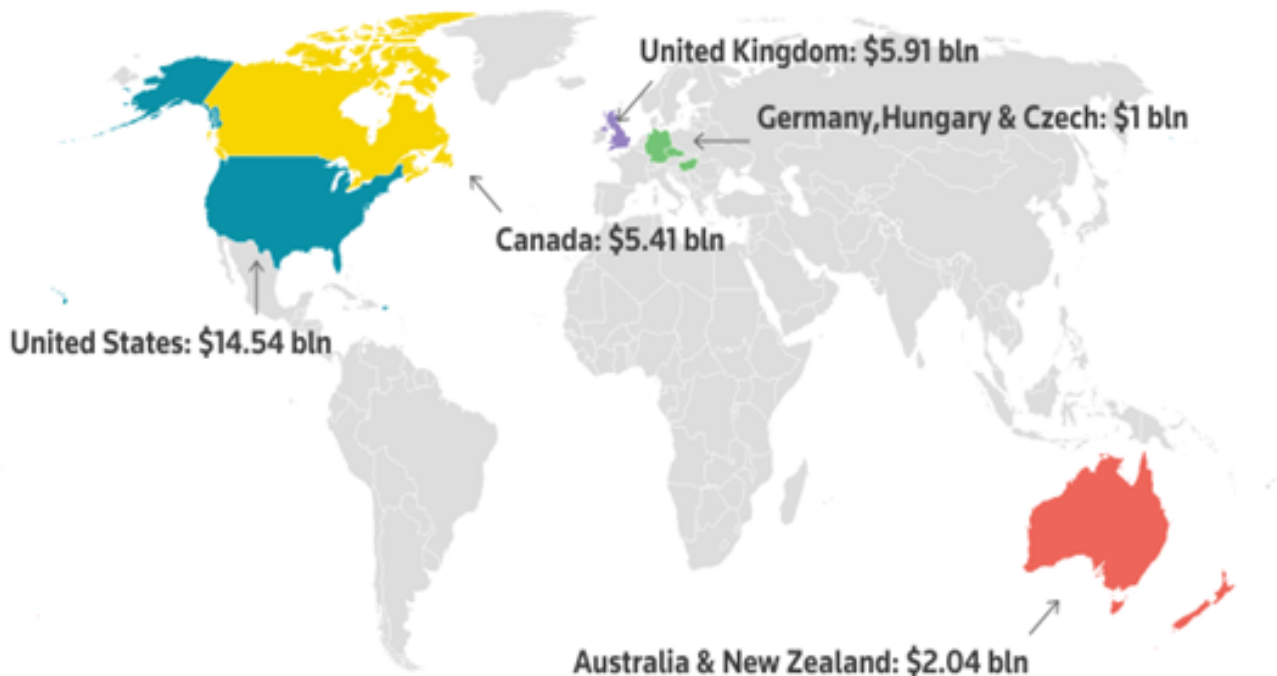 United Kingdom: $5.91 bln
Germany,Hungary & Czech: $1 bln
Canada: $5.41 bln
United States: $14.54 bln
Australia & New Zealand: $2.04 bln